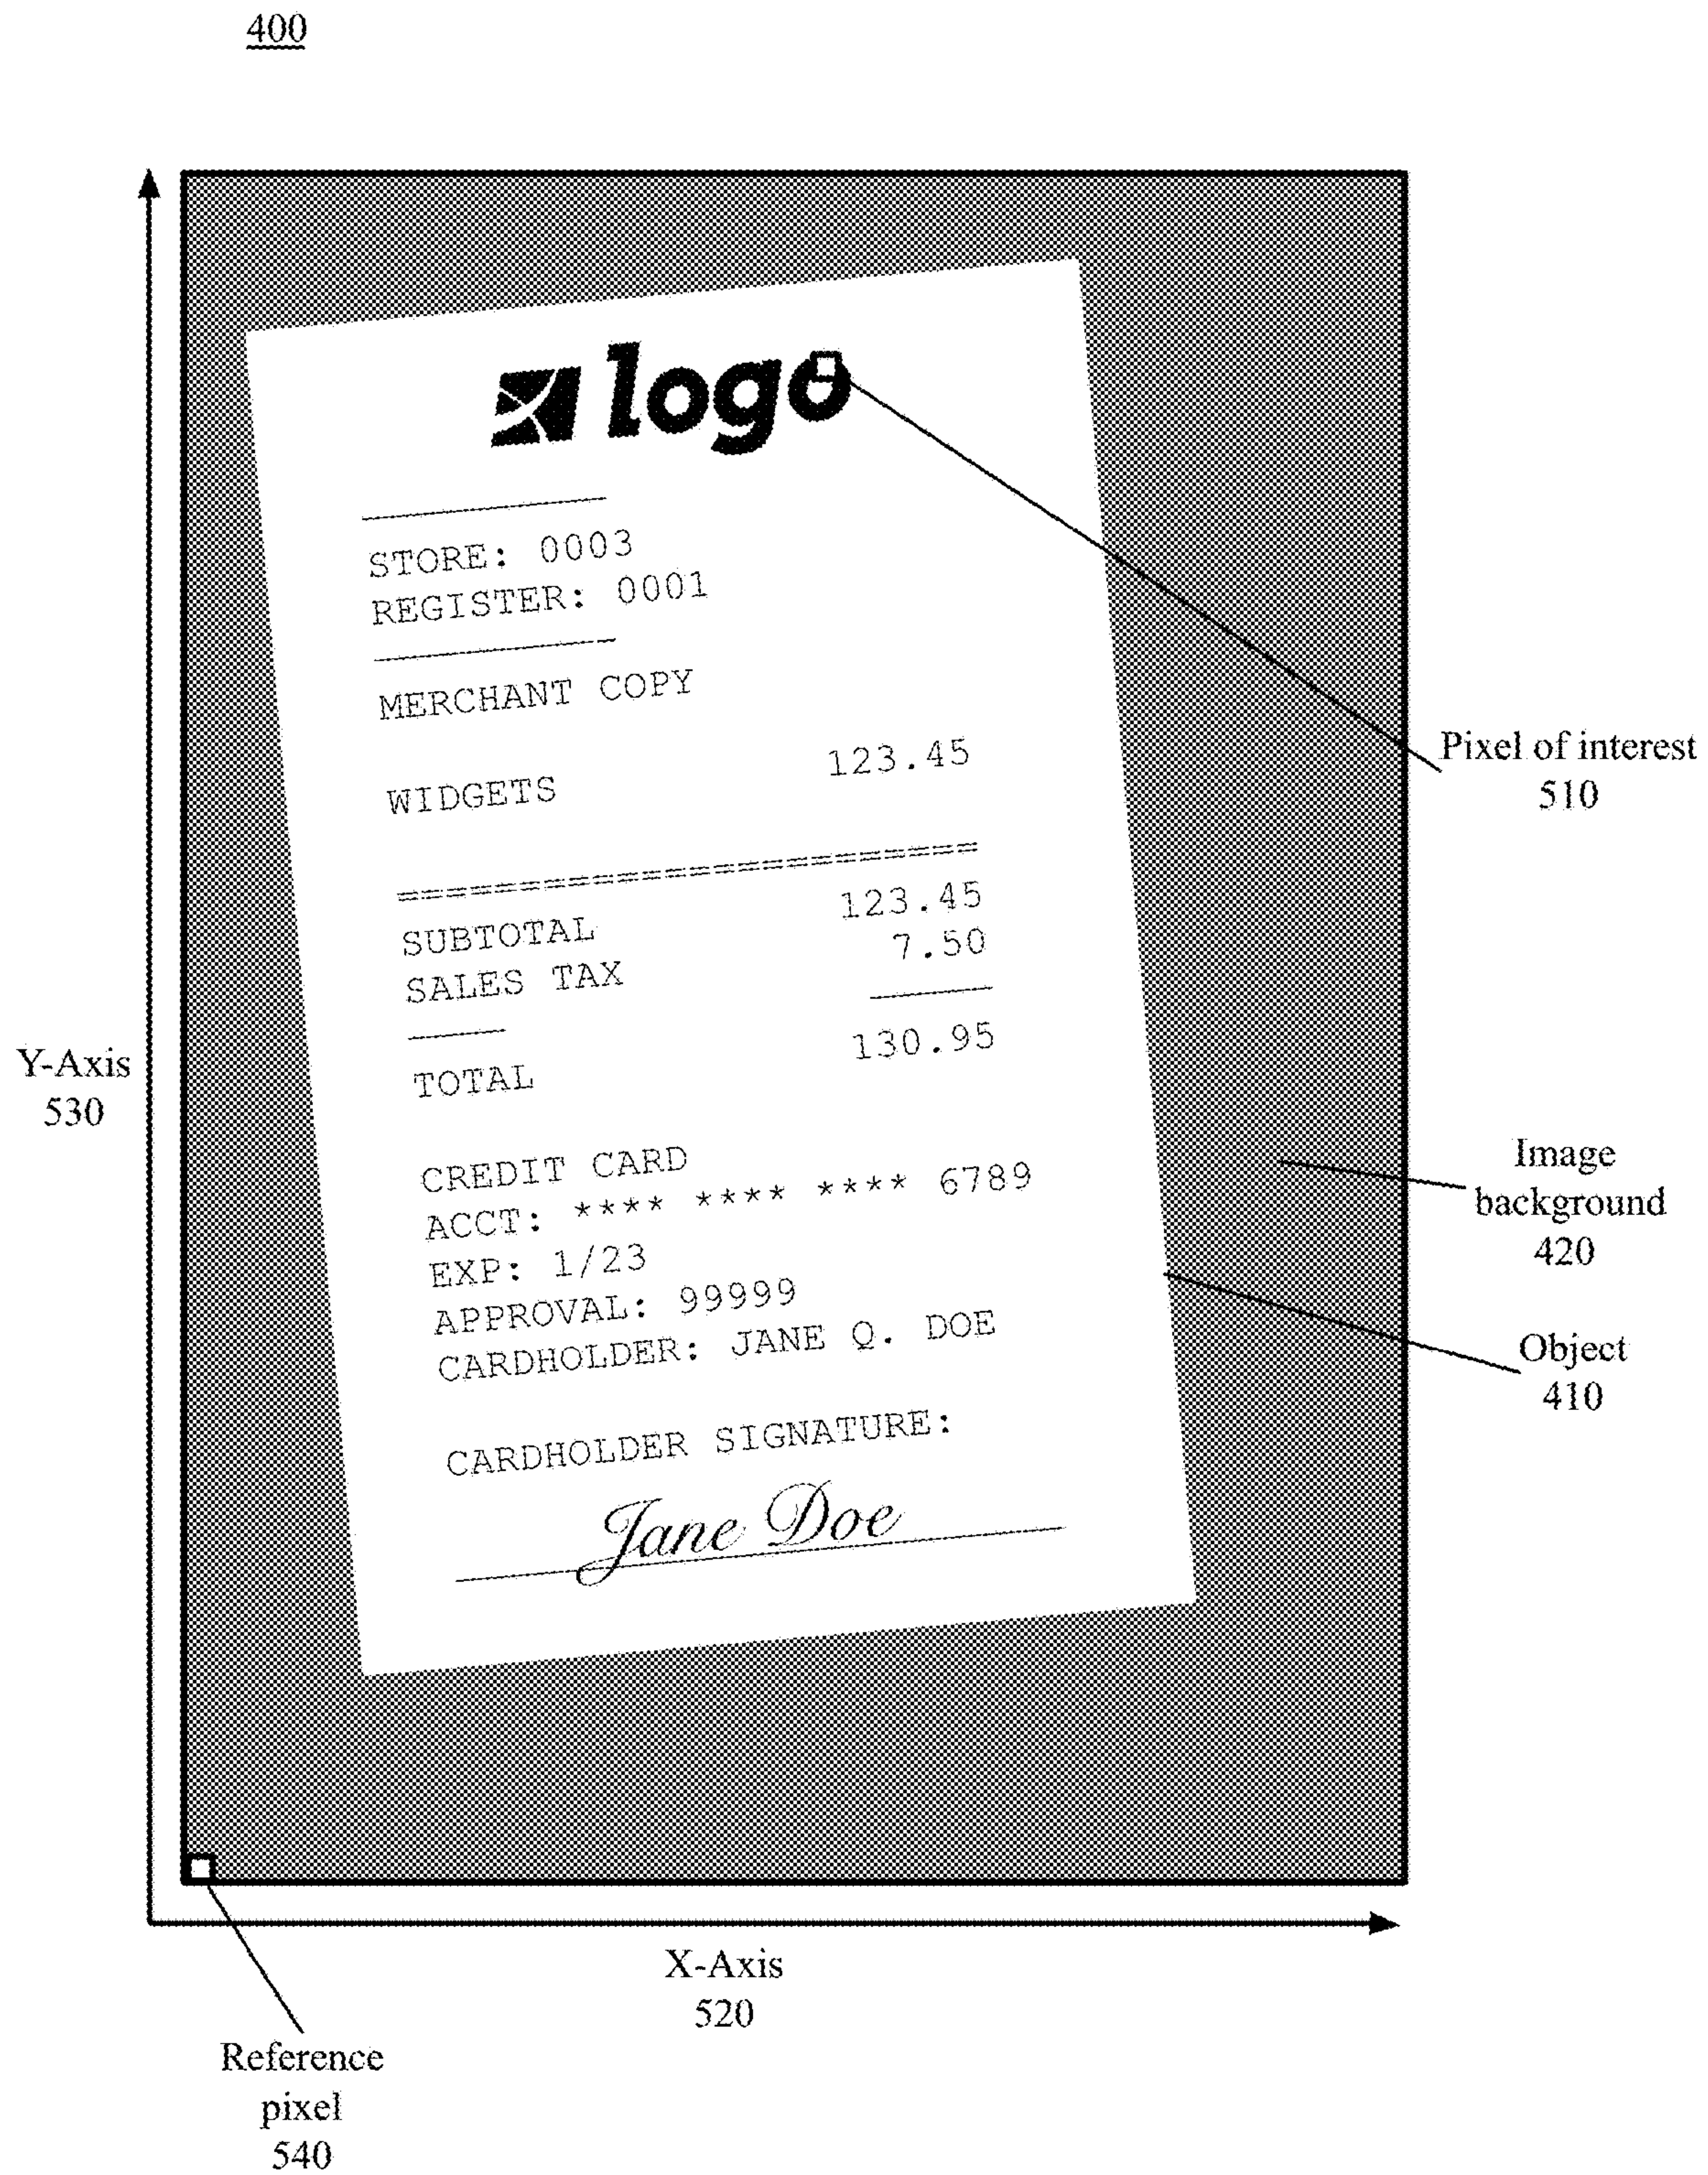 400
logo
STORE: 0003
REGISTER: 0001
MERCHANT COPY
WIDGETS 123.45
=========================
SUBTOTAL 123.45
SALES TAX 7.50
TOTAL 130.95
CREDIT CARD
ACCT: **** **** **** 6789
EXP: 1/23
APPROVAL: 99999
CARDHOLDER: JANE Q. DOE
CARDHOLDER SIGNATURE:
Jane Doe
Pixel of interest
510
Y-Axis
530
Image
background
420
Object
410
X-Axis
520
Reference
pixel
540